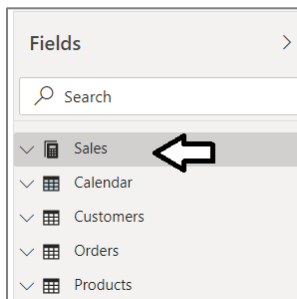 Fields
Search
Sales
Calendar
Customers
Orders
Products